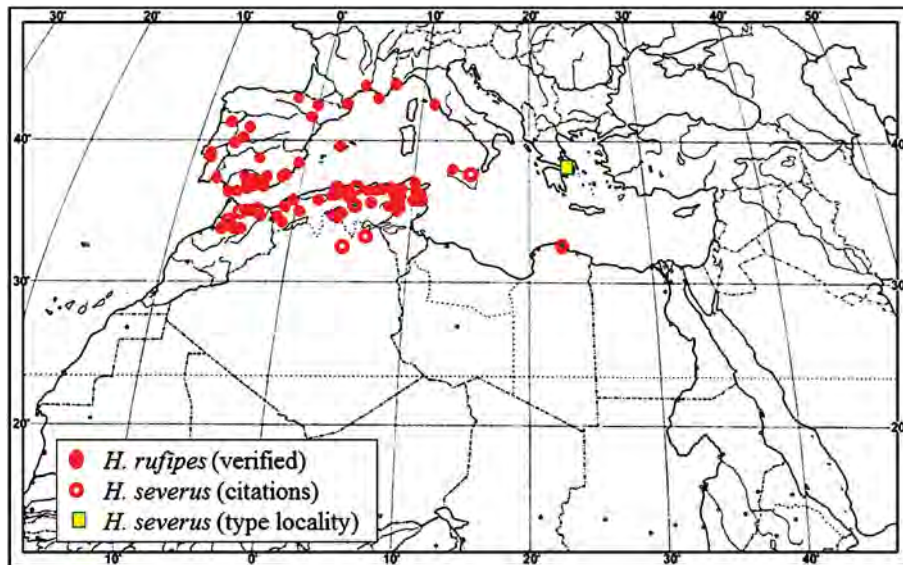 30° 20° 10° 0° 10° 20° 30° 40° 50°
40° 40°
30° 30°
20° 20°
H. rufipes (verified)
H. severus (citations)
H. severus (type locality)
10° 0° 10° 20° 30° 40°